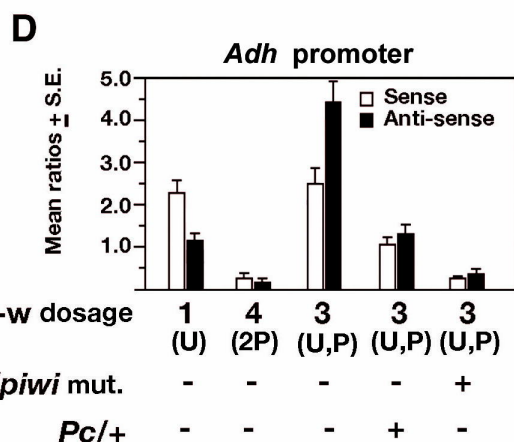 D
Adh promoter
Mean ratios ± S.E.
5.0
4.0
3.0
2.0
1.0
Sense
Anti-sense
-w dosage 1 4 3 3 3
(U) (2P) (U,P) (U,P) (U,P)
piwi mut. - - - - +
Pc/+ - - - + -